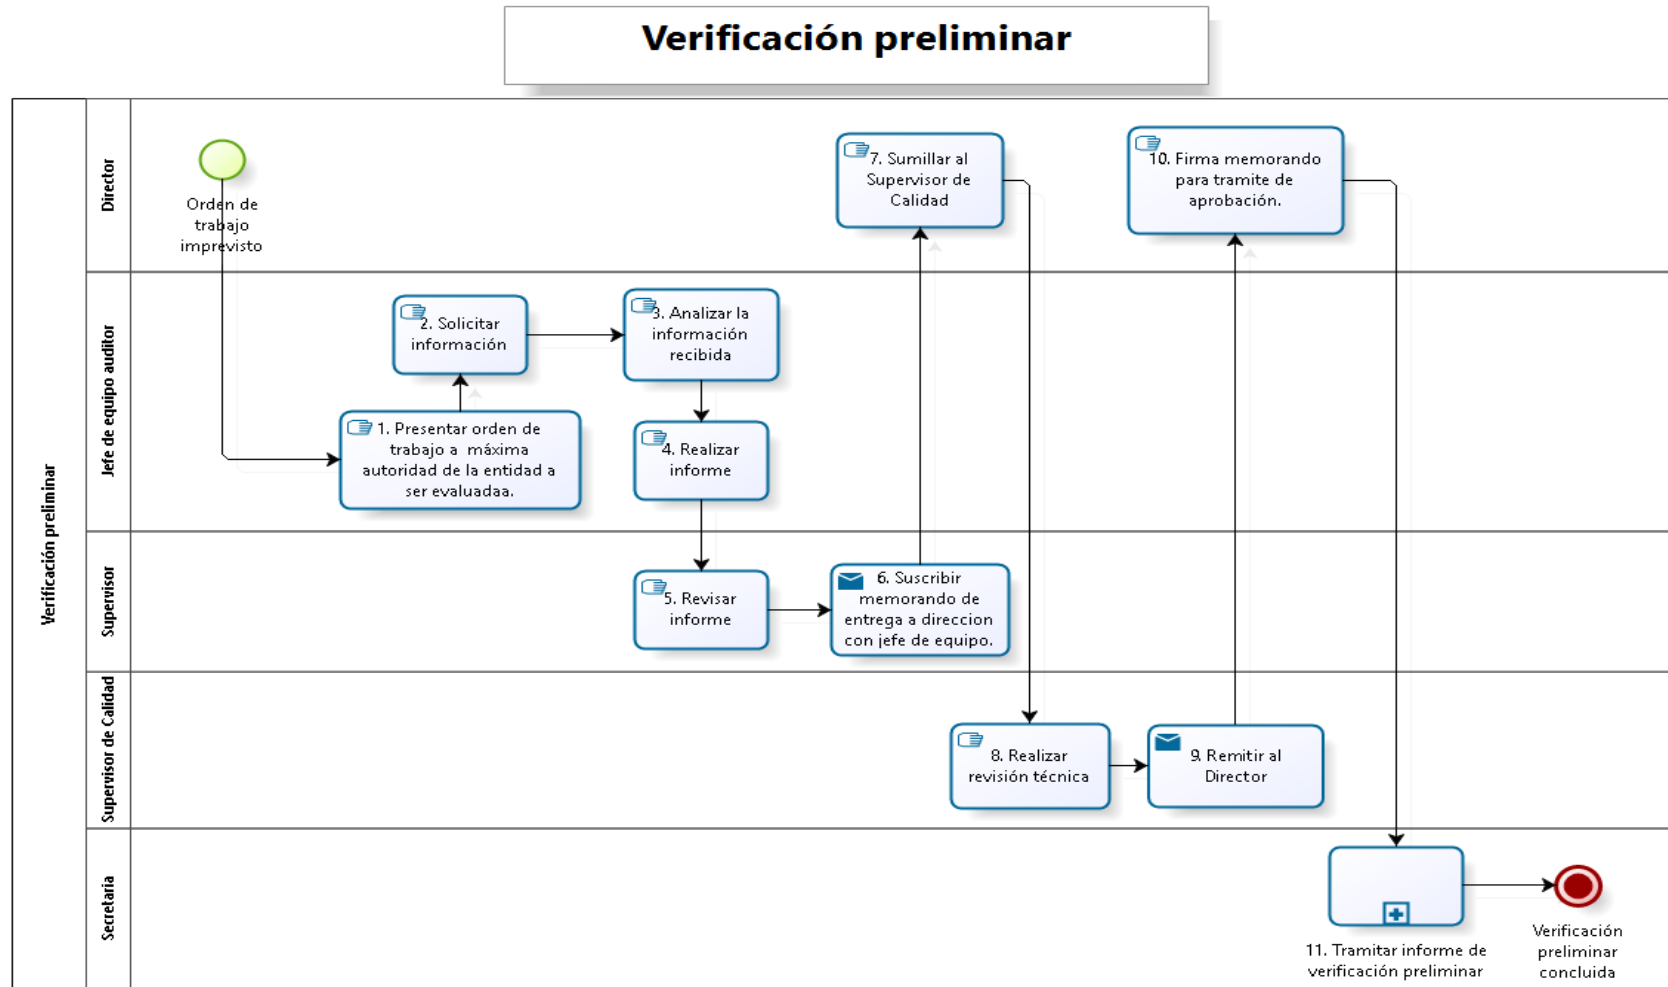 Verificación preliminar
Verificación preliminar
Director
Orden de
trabajo
imprevisto
7. Sumillar al
Supervisor de
Calidad
10. Firma memorando
para tramite de
aprobación.
Jefe de equipo auditor
2. Solicitar
información
3. Analizar la
información
recibida
1. Presentar orden de
trabajo a máxima
autoridad de la entidad a
ser evaluadaa.
4. Realizar
informe
Supervisor
5. Revisar
informe
6. Suscribir
memorando de
entrega a direccion
con jefe de equipo.
Supervisor de Calidad
8. Realizar
revisión técnica
9. Remitir al
Director
Secretaria
11. Tramitar informe de
verificación preliminar
Verificación
preliminar
concluida